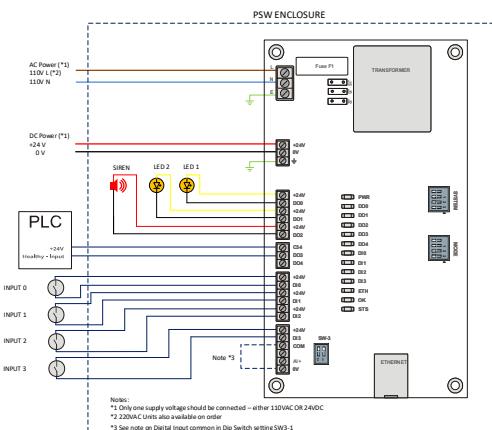 PSW ENCLOSURE
AC Power (*1)
110V L (*2)
110V N
L
N
E
Fuse F1
TRANSFORMER
DC Power (*1)
+24 V
0 V
+24V
0V
SIREN
LED 2
LED 1
+24V
DO0
+24V
DO1
+24V
DO2
PWR
DO0
DO1
DO2
DO3
DO4
DI0
DI1
DI2
DI3
ETH
OK
STS
SYSTEM
NODE
PLC
+24V
Healthy - Input
CS4
DO3
DO4
INPUT 0
INPUT 1
INPUT 2
INPUT 3
+24V
DI0
+24V
DI1
+24V
DI2
+24V
DI3
COM
AI+
0V
SW-3
Note *3
ETHERNET
Notes:
*1 Only one supply voltage should be connected – either 110VAC OR 24VDC
*2 220VAC Units also available on order
*3 See note on Digital Input common in Dip Switch setting SW3-1